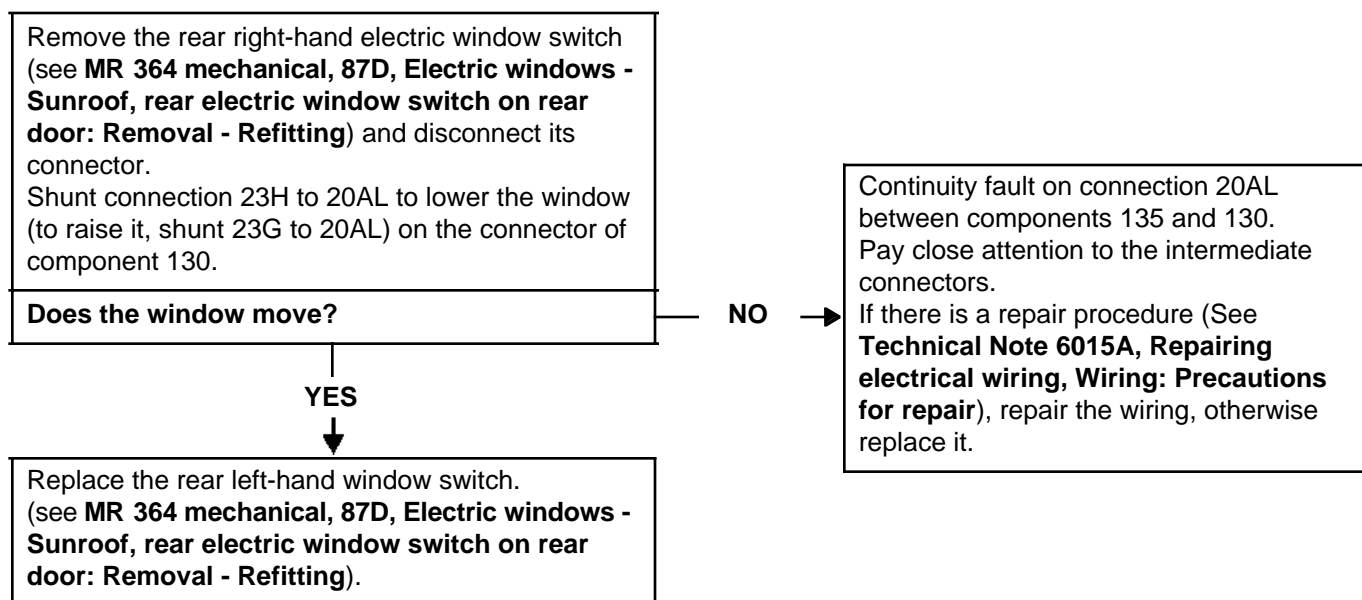 Remove the rear right-hand electric window switch
(see MR 364 mechanical, 87D, Electric windows -
Sunroof, rear electric window switch on rear
door: Removal - Refitting) and disconnect its
connector.
Shunt connection 23H to 20AL to lower the window
(to raise it, shunt 23G to 20AL) on the connector of
component 130.
Does the window move?
NO
Continuity fault on connection 20AL
between components 135 and 130.
Pay close attention to the intermediate
connectors.
If there is a repair procedure (See
Technical Note 6015A, Repairing
electrical wiring, Wiring: Precautions
for repair), repair the wiring, otherwise
replace it.
YES
Replace the rear left-hand window switch.
(see MR 364 mechanical, 87D, Electric windows -
Sunroof, rear electric window switch on rear
door: Removal - Refitting).